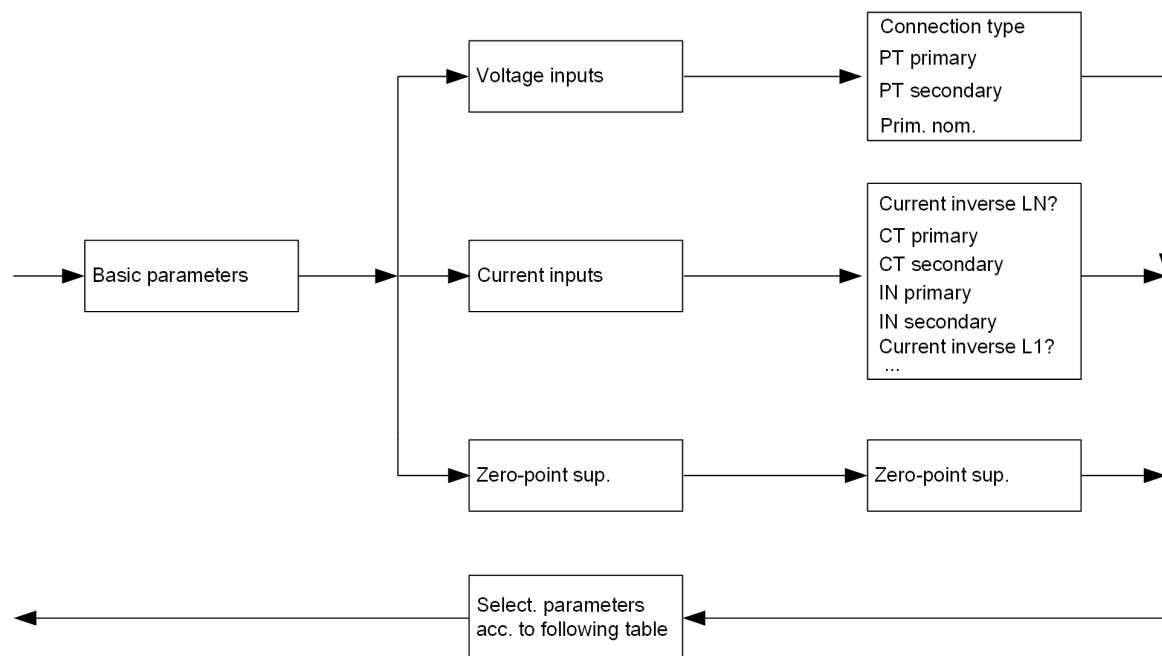 Basic parameters
Voltage inputs
Connection type
PT primary
PT secondary
Prim. nom.
Current inputs
Current inverse LN?
CT primary
CT secondary
IN primary
IN secondary
Current inverse L1?
...
Zero-point sup.
Zero-point sup.
Select. parameters
acc. to following table